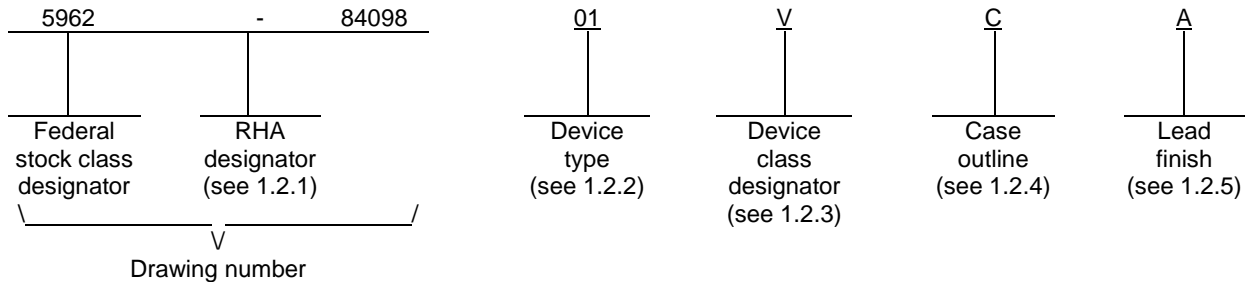 5962 - 84098 01 V C A
Federal RHA Device Device Case Lead
stock class designator type class outline finish
designator (see 1.2.1) (see 1.2.2) designator (see 1.2.4) (see 1.2.5)
(see 1.2.3)
\ /
\/
Drawing number